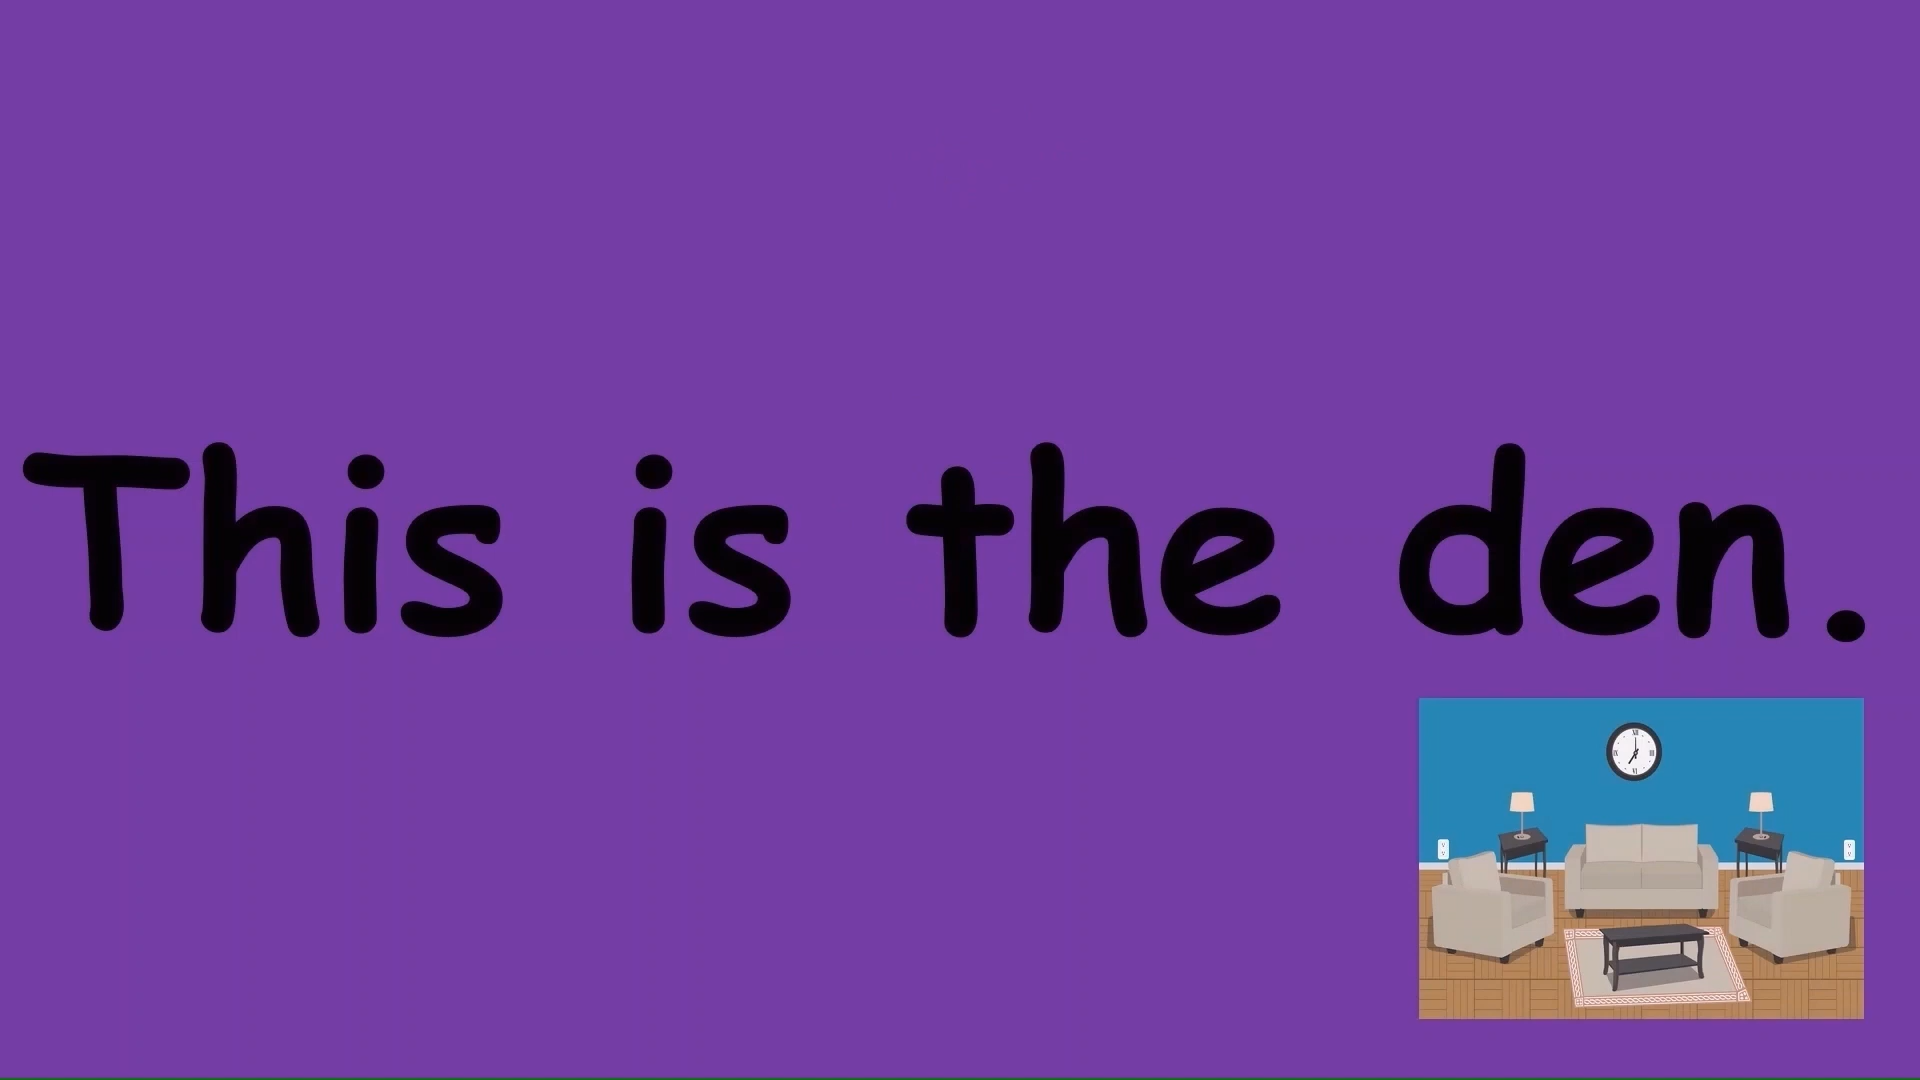 This is the den.